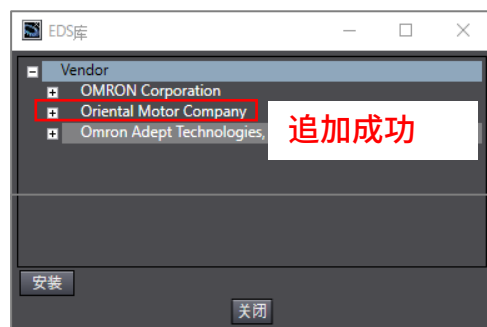 EDS库
Vendor
OMRON Corporation
Oriental Motor Company
Omron Adept Technologies,
追加成功
安装
关闭